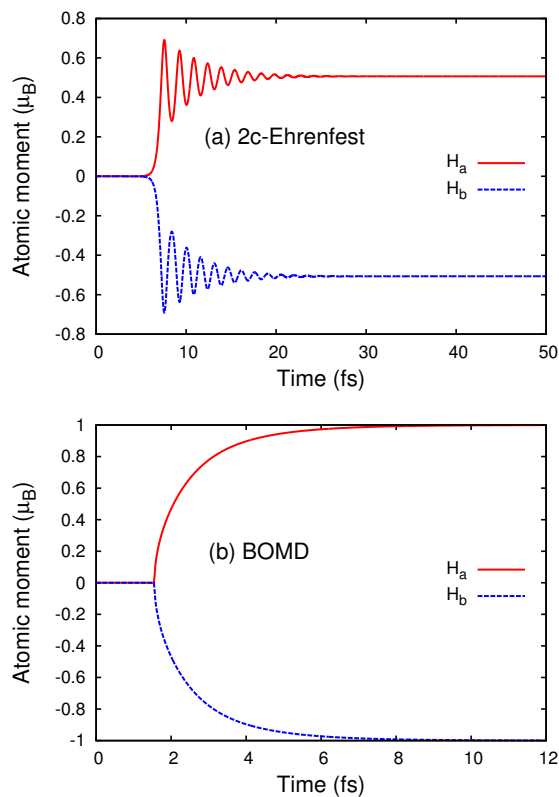 0.8
0.6
0.4
0.2
0
-0.2
-0.4
-0.6
-0.8
Atomic moment (μB)
(a) 2c-Ehrenfest
Ha
Hb
0 10 20 30 40 50
Time (fs)
1
0.8
0.6
0.4
0.2
0
-0.2
-0.4
-0.6
-0.8
-1
Atomic moment (μB)
(b) BOMD
Ha
Hb
0 2 4 6 8 10 12
Time (fs)